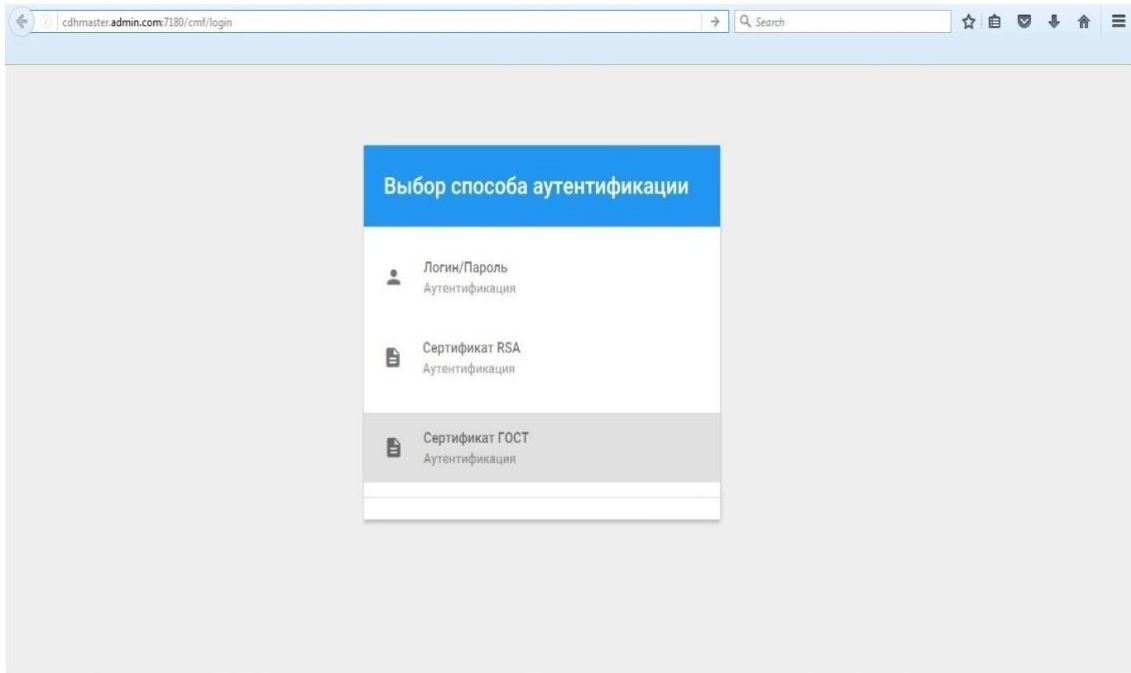 cdhmaster.admin.com:7180/cmf/login
Search
Выбор способа аутентификации
Логин/Пароль
Аутентификация
Сертификат RSA
Аутентификация
Сертификат ГОСТ
Аутентификация